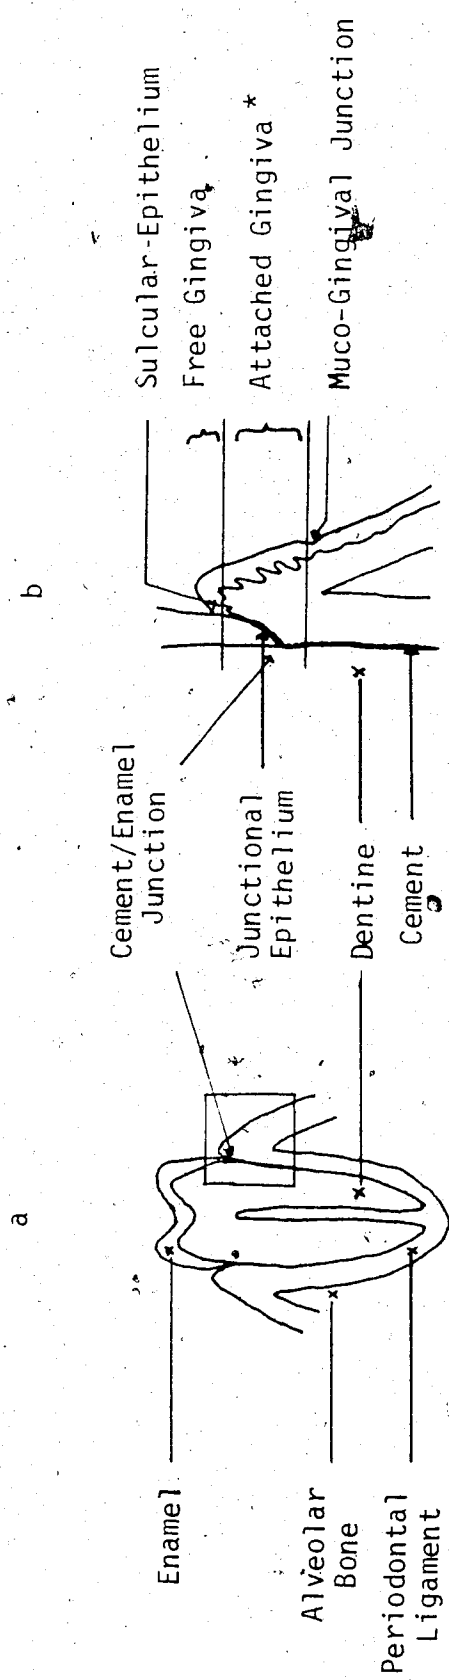 a
b
Enamel
Alveolar
Bone
Periodontal
Ligament
Cement/Enamel
Junction
Junctional
Epithelium
Dentine
Cement
Sulcular-Epithelium
Free Gingiva
Attached Gingiva *
Muco-Gingival Junction